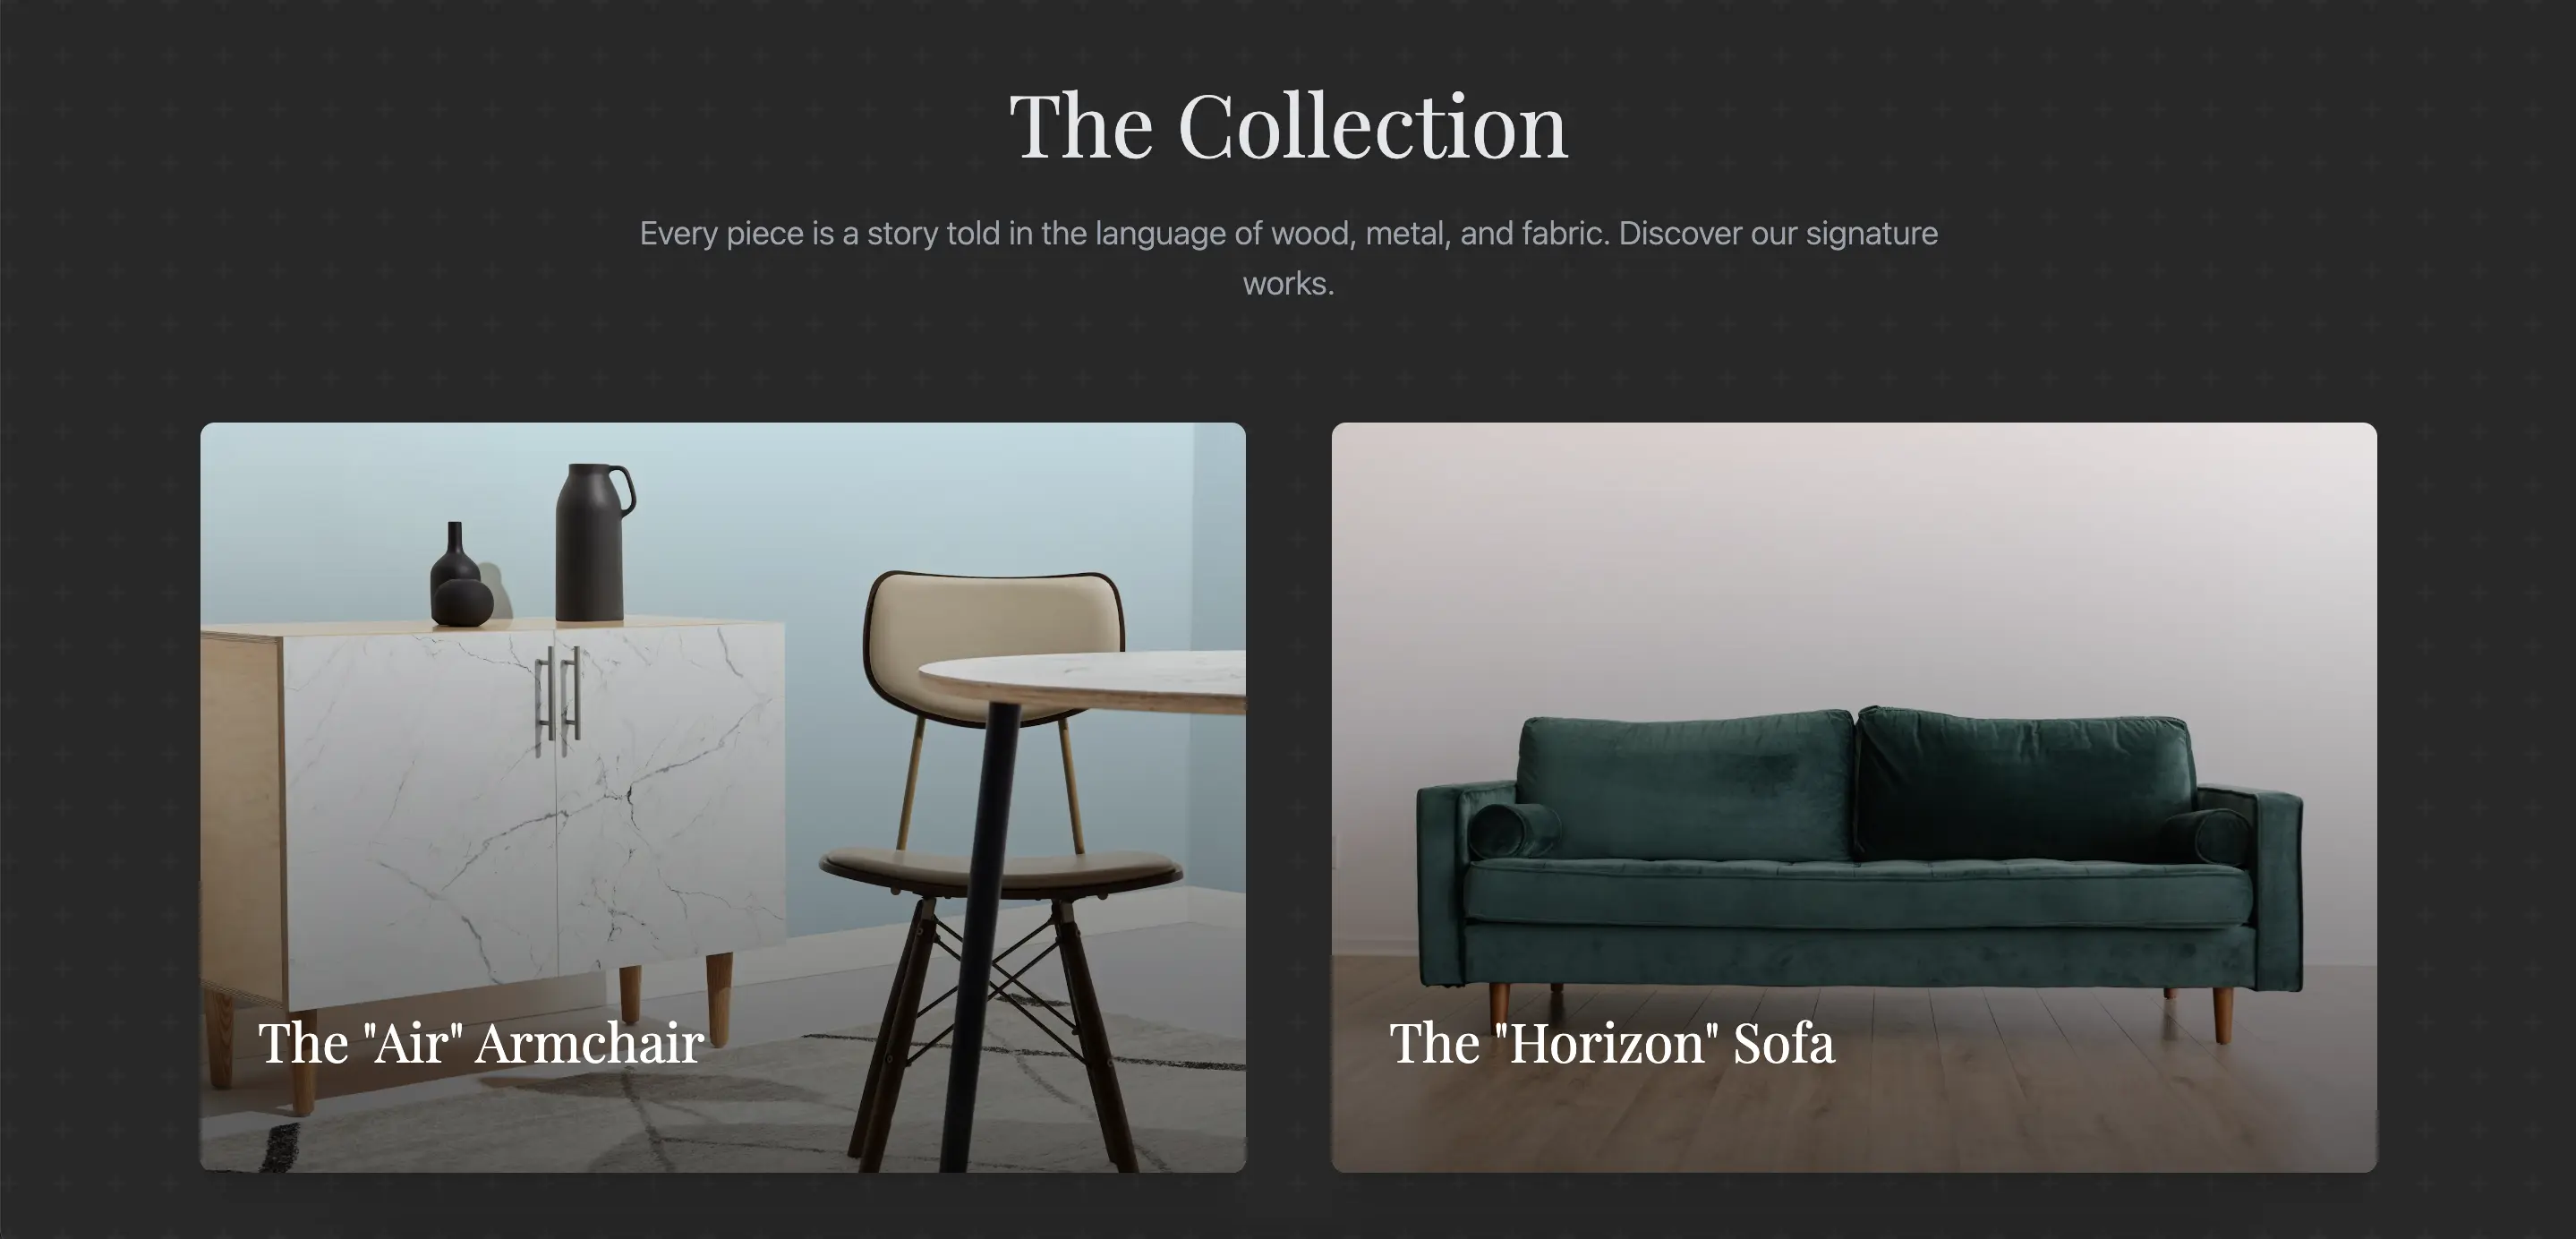 The Collection
Every piece is a story told in the language of wood, metal, and fabric. Discover our signature
works.
The "Air" Armchair
The "Horizon" Sofa